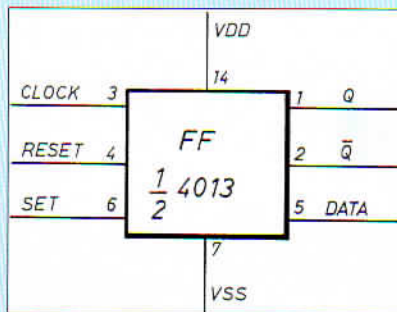 VDD
14
CLOCK 3
1 Q
FF
RESET 4
2 Q̅
1/2 4013
SET 6
5 DATA
7
VSS